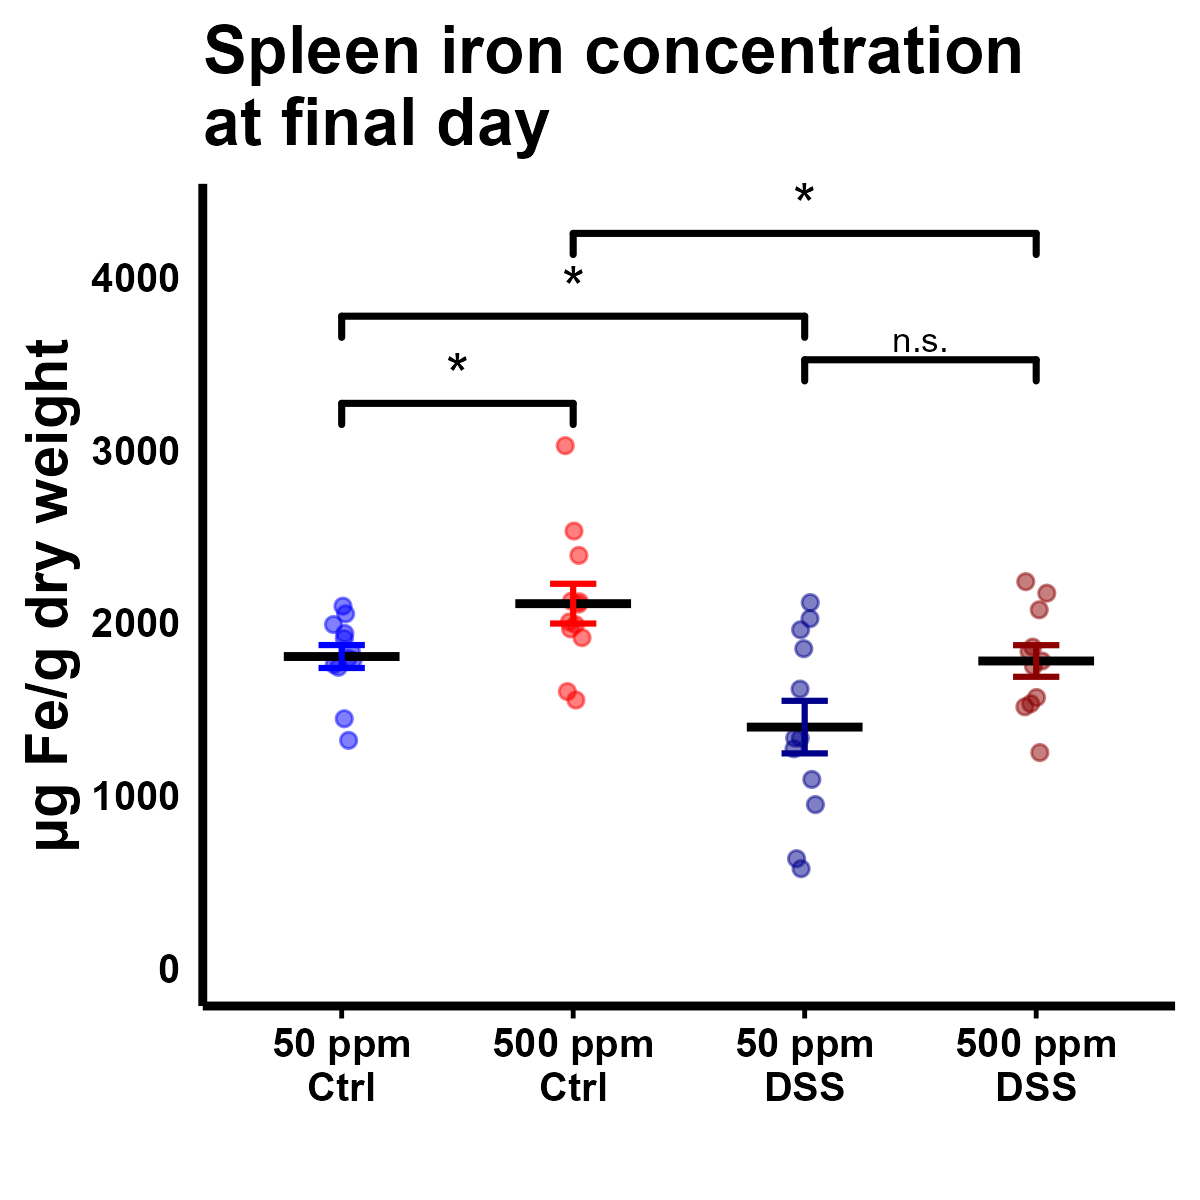 Spleen iron concentration
at final day
µg Fe/g dry weight
4000
3000
2000
1000
0
*
*
*
n.s.
50 ppm
Ctrl
500 ppm
Ctrl
50 ppm
DSS
500 ppm
DSS